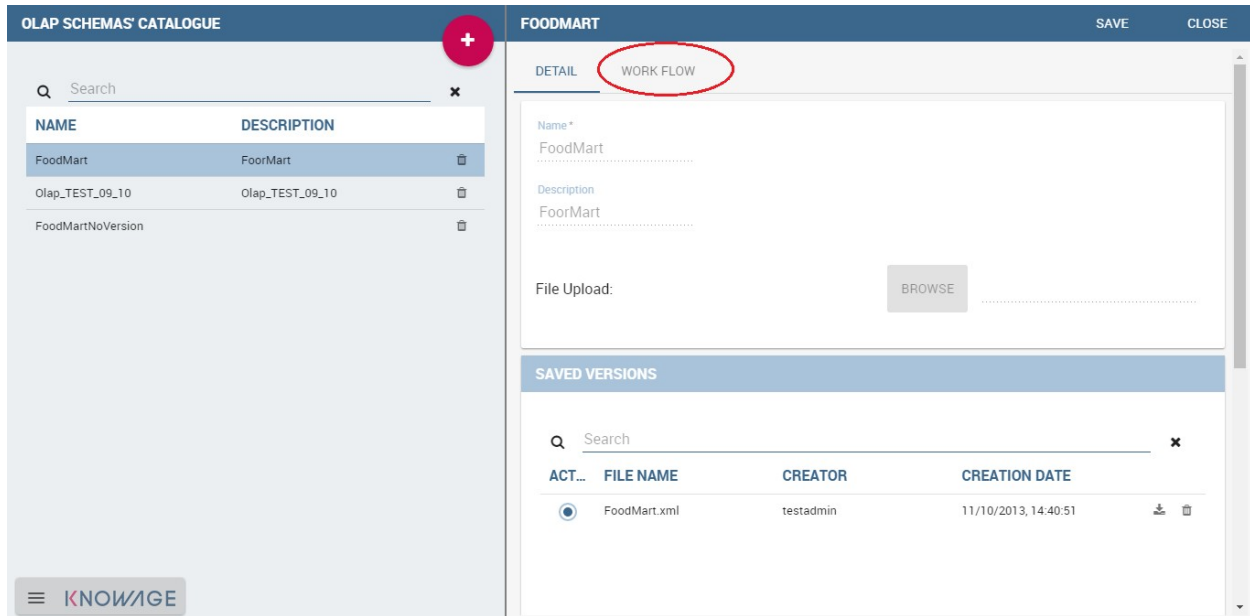 OLAP SCHEMAS' CATALOGUE
+
Search
NAME DESCRIPTION
FoodMart FoorMart
Olap_TEST_09_10 Olap_TEST_09_10
FoodMartNoVersion
KNOWAGE
FOODMART SAVE CLOSE
DETAIL WORK FLOW
Name *
FoodMart
Description
FoorMart
File Upload: BROWSE
SAVED VERSIONS
Search
ACT... FILE NAME CREATOR CREATION DATE
FoodMart.xml testadmin 11/10/2013, 14:40:51